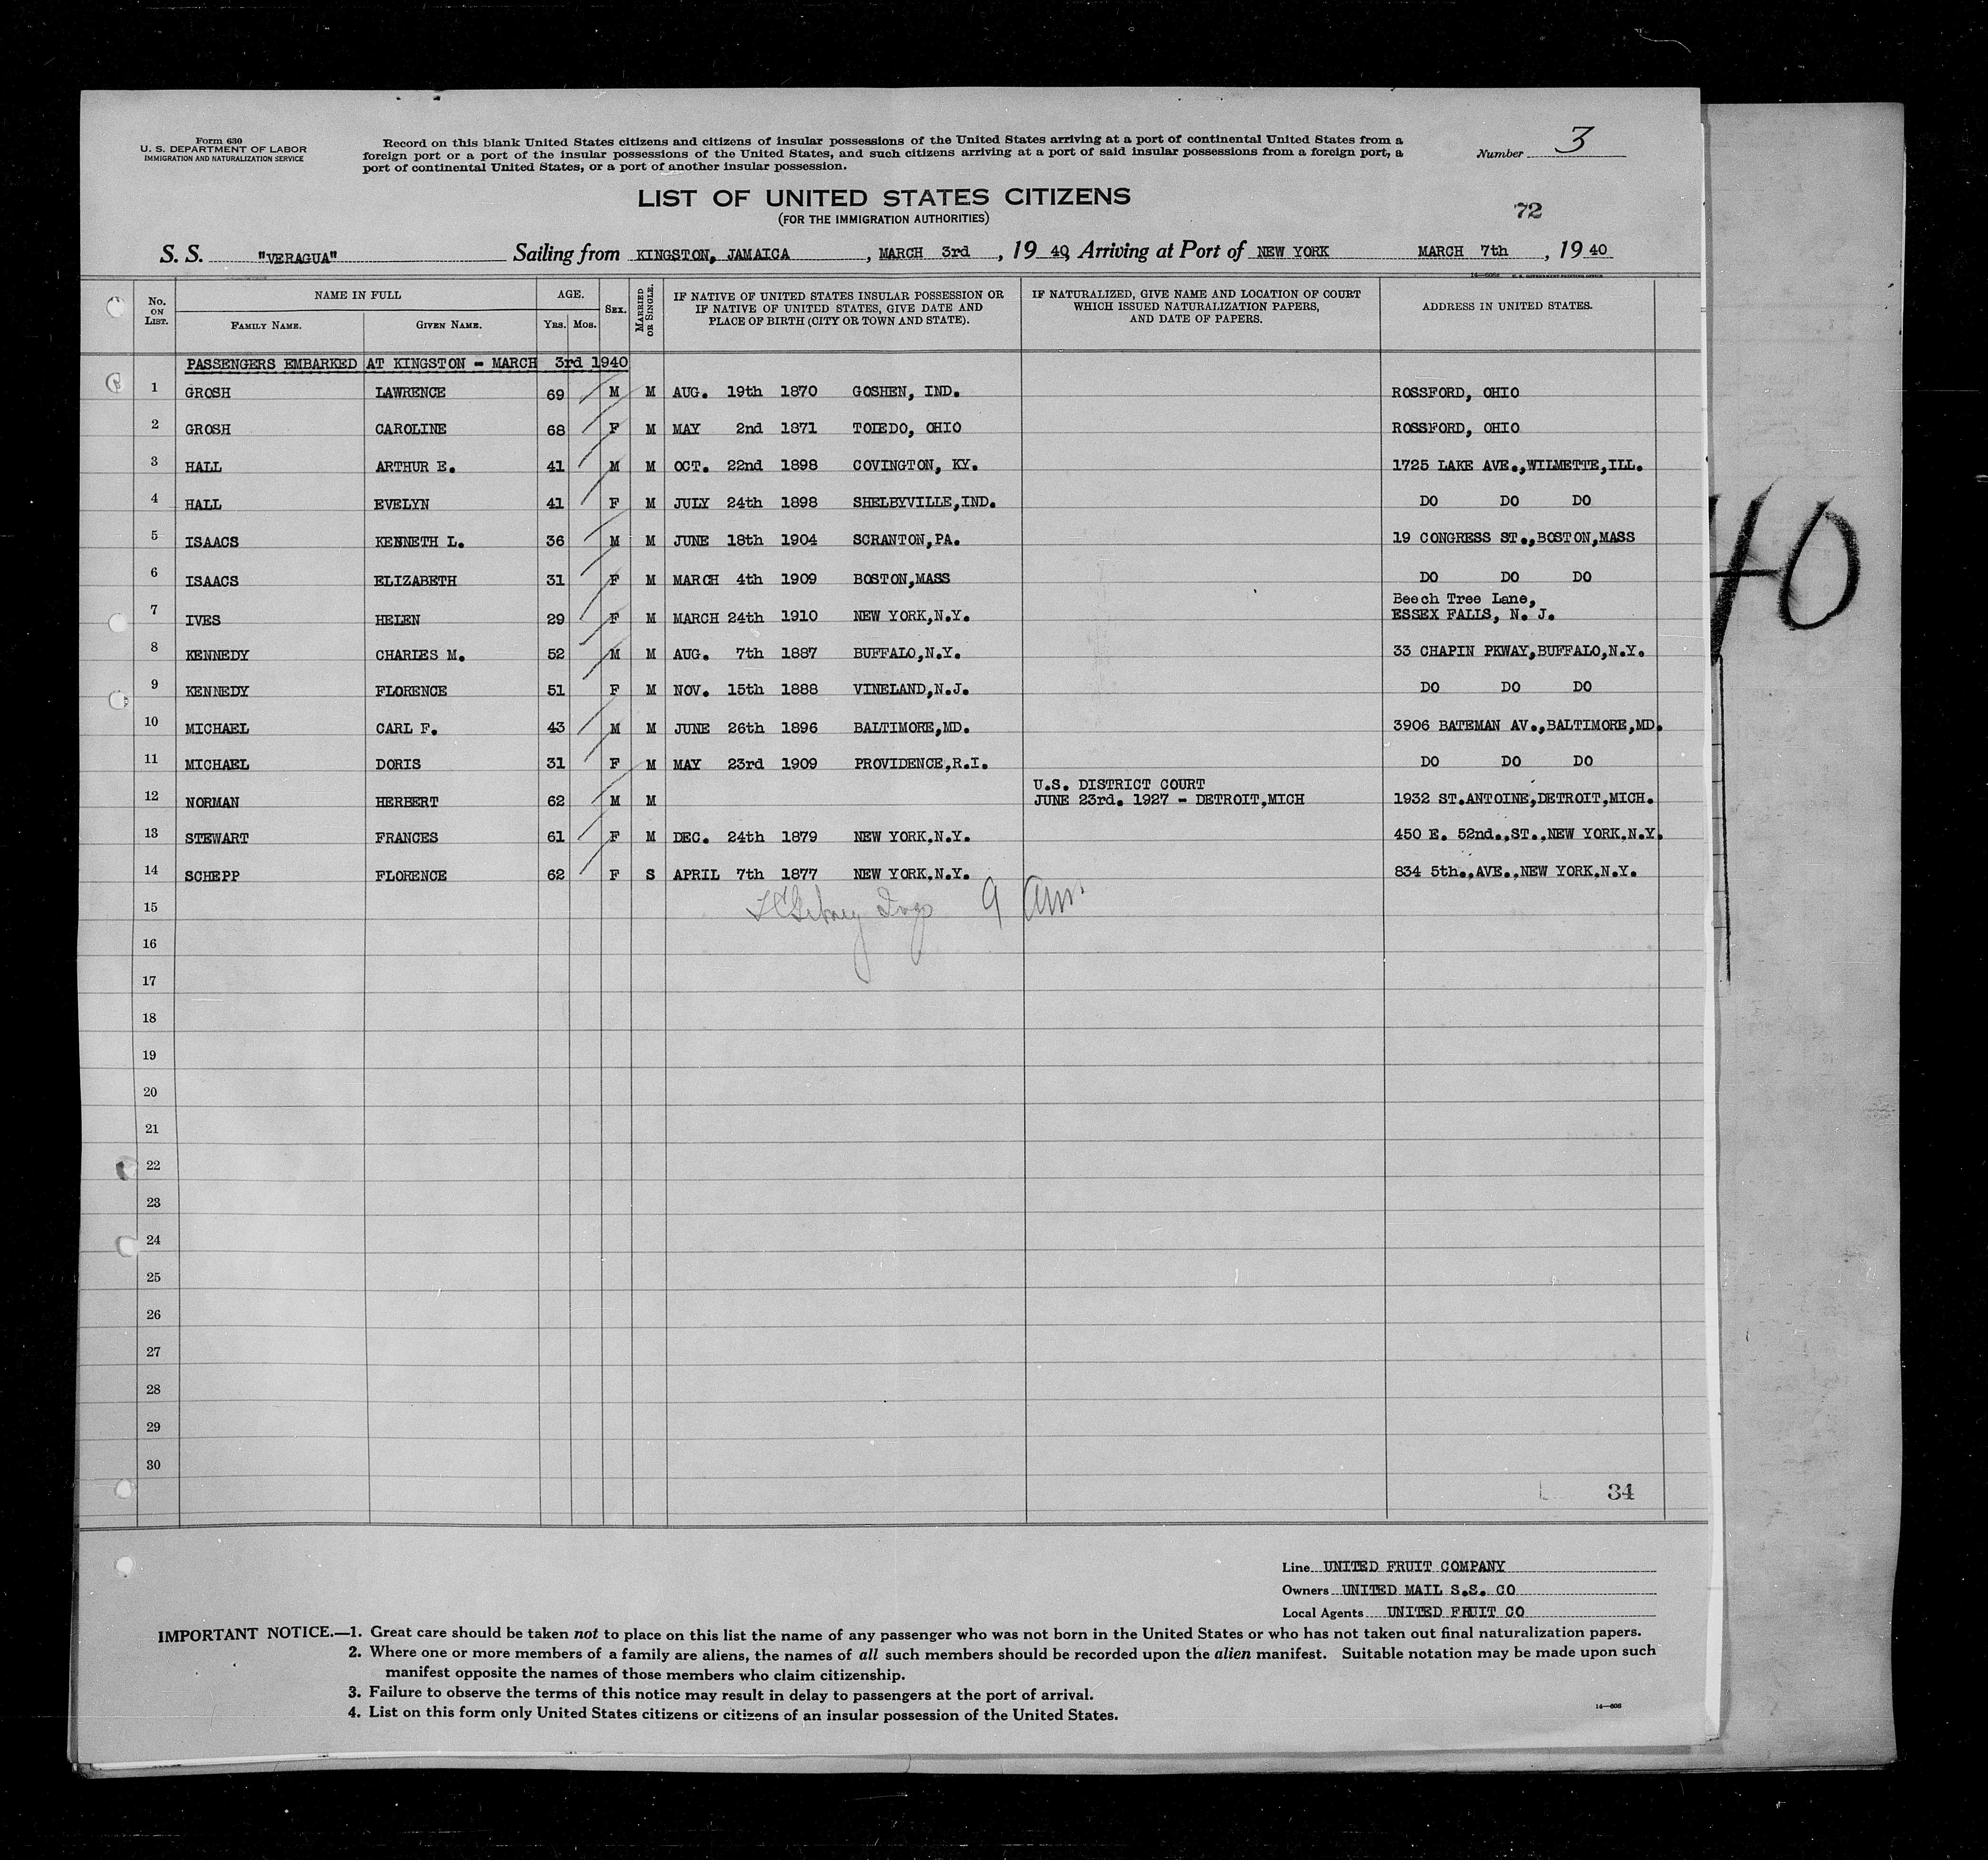 Form 630
U. S. DEPARTMENT OF LABOR
IMMIGRATION AND NATURALIZATION SERVICE
Record on this blank United States citizens and citizens of insular possessions of the United States arriving at a port of continental United States from a
foreign port or a port of the insular possessions of the United States, and such citizens arriving at a port of said insular possessions from a foreign port, a
port of continental United States, or a port of another insular possession.
Number 3
LIST OF UNITED STATES CITIZENS
(FOR THE IMMIGRATION AUTHORITIES)
72
S. S. "VERAGUA" Sailing from KINGSTON, JAMAICA, MARCH 3rd, 19 40, Arriving at Port of NEW YORK MARCH 7th, 19 40
No. ON LIST. NAME IN FULL FAMILY NAME. GIVEN NAME. AGE. YRS. MOS. SEX. MARRIED OR SINGLE. IF NATIVE OF UNITED STATES INSULAR POSSESSION OR IF NATIVE OF UNITED STATES, GIVE DATE AND PLACE OF BIRTH (CITY OR TOWN AND STATE). IF NATURALIZED, GIVE NAME AND LOCATION OF COURT WHICH ISSUED NATURALIZATION PAPERS, AND DATE OF PAPERS. ADDRESS IN UNITED STATES.
PASSENGERS EMBARKED AT KINGSTON - MARCH 3rd 1940
1 GROSH LAWRENCE 69 M M AUG. 19th 1870 GOSHEN, IND. ROSSFORD, OHIO
2 GROSH CAROLINE 68 F M MAY 2nd 1871 TOLEDO, OHIO ROSSFORD, OHIO
3 HALL ARTHUR E. 41 M M OCT. 22nd 1898 COVINGTON, KY. 1725 LAKE AVE.,WILMETTE,ILL.
4 HALL EVELYN 41 F M JULY 24th 1898 SHELBYVILLE,IND. DO DO DO
5 ISAACS KENNETH L. 36 M M JUNE 18th 1904 SCRANTON,PA. 19 CONGRESS ST.,BOSTON,MASS
6 ISAACS ELIZABETH 31 F M MARCH 4th 1909 BOSTON,MASS DO DO DO
Beech Tree Lane,
7 IVES HELEN 29 F M MARCH 24th 1910 NEW YORK,N.Y. ESSEX FALLS, N. J.
8 KENNEDY CHARLES M. 52 M M AUG. 7th 1887 BUFFALO,N.Y. 33 CHAPIN PKWAY,BUFFALO,N.Y.
9 KENNEDY FLORENCE 51 F M NOV. 15th 1888 VINELAND,N.J. DO DO DO
10 MICHAEL CARL F. 43 M M JUNE 26th 1896 BALTIMORE,MD. 3906 BATEMAN AV.,BALTIMORE,MD.
11 MICHAEL DORIS 31 F M MAY 23rd 1909 PROVIDENCE,R.I. DO DO DO
U.S. DISTRICT COURT
12 NORMAN HERBERT 62 M M JUNE 23rd. 1927 - DETROIT,MICH 1932 ST.ANTOINE,DETROIT,MICH.
13 STEWART FRANCES 61 F M DEC. 24th 1879 NEW YORK,N.Y. 450 E. 52nd.,ST.,NEW YORK,N.Y.
14 SCHEPP FLORENCE 62 F S APRIL 7th 1877 NEW YORK,N.Y. 834 5th.,AVE.,NEW YORK,N.Y.
15
16
17
18
19
20
21
22
23
24
25
26
27
28
29
30
34
40
Line UNITED FRUIT COMPANY
Owners UNITED MAIL S.S. CO
Local Agents UNITED FRUIT CO
IMPORTANT NOTICE.—1. Great care should be taken not to place on this list the name of any passenger who was not born in the United States or who has not taken out final naturalization papers.
2. Where one or more members of a family are aliens, the names of all such members should be recorded upon the alien manifest. Suitable notation may be made upon such
manifest opposite the names of those members who claim citizenship.
3. Failure to observe the terms of this notice may result in delay to passengers at the port of arrival.
4. List on this form only United States citizens or citizens of an insular possession of the United States.
14—608